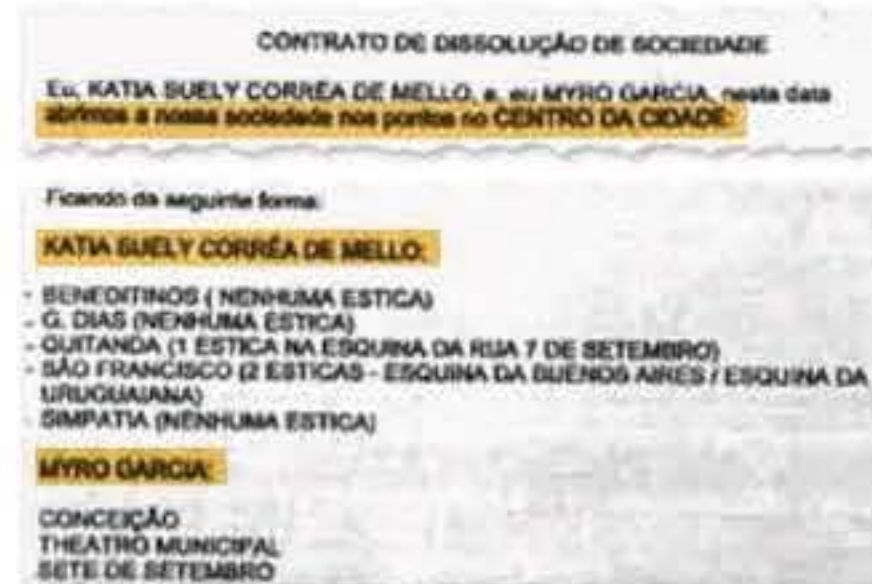 CONTRATO DE DISSOLUÇÃO DE SOCIEDADE
Eu, KATIA SUELY CORRÊA DE MELLO, e, eu MYRO GARCIA, nesta data
abrimos a nossa sociedade nos pontos no CENTRO DA CIDADE:
Ficando da seguinte forma:
KATIA SUELY CORRÊA DE MELLO:
- BENEDITINOS ( NENHUMA ESTICA)
- G. DIAS (NENHUMA ESTICA)
- QUITANDA (1 ESTICA NA ESQUINA DA RUA 7 DE SETEMBRO)
- SÃO FRANCISCO (2 ESTICAS - ESQUINA DA BUENOS AIRES / ESQUINA DA
URUGUAIANA)
- SIMPATIA (NENHUMA ESTICA)
MYRO GARCIA:
CONCEIÇÃO
THEATRO MUNICIPAL
SETE DE SETEMBRO